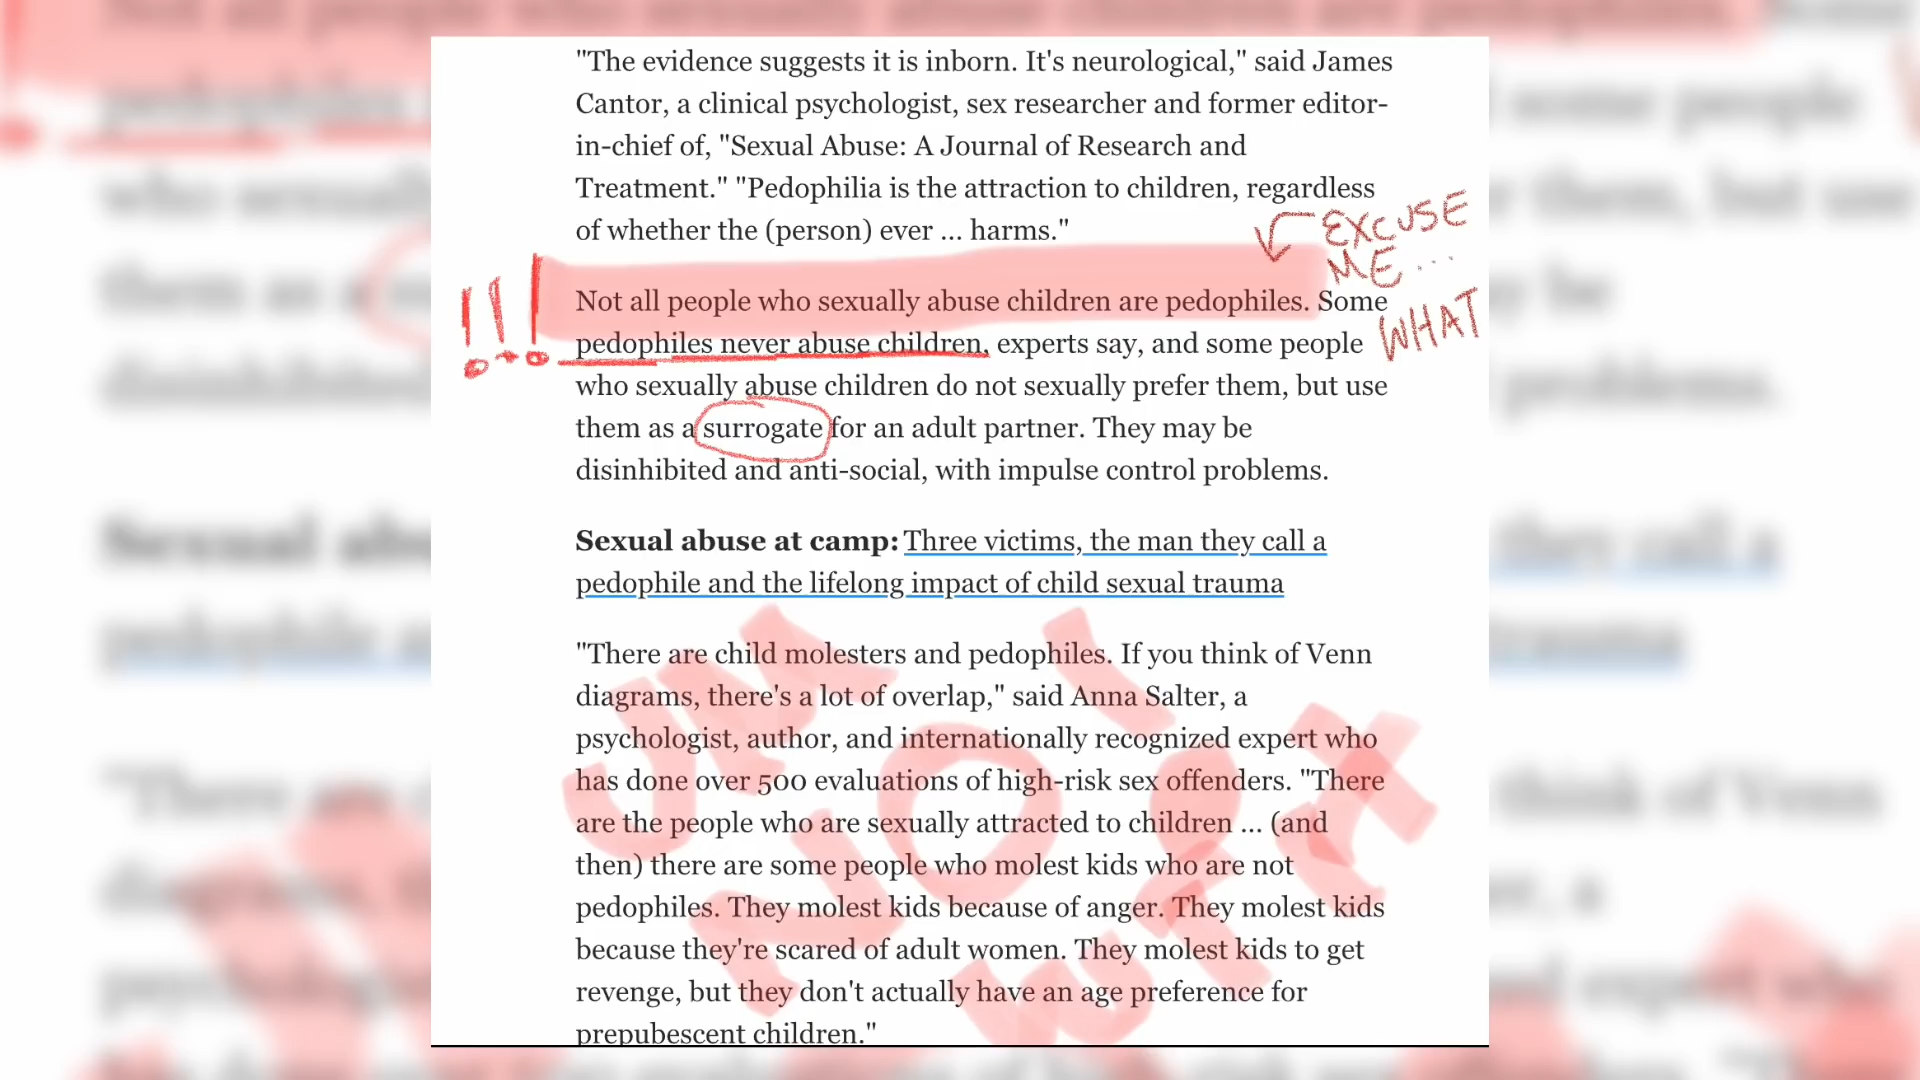 "The evidence suggests it is inborn. It's neurological," said James
Cantor, a clinical psychologist, sex researcher and former editor-
in-chief of, "Sexual Abuse: A Journal of Research and
Treatment." "Pedophilia is the attraction to children, regardless
of whether the (person) ever ... harms."
EXCUSE
ME ...
WHAT
!!!
Not all people who sexually abuse children are pedophiles. Some
pedophiles never abuse children, experts say, and some people
who sexually abuse children do not sexually prefer them, but use
them as a surrogate for an adult partner. They may be
disinhibited and anti-social, with impulse control problems.
Sexual abuse at camp: Three victims, the man they call a
pedophile and the lifelong impact of child sexual trauma
"There are child molesters and pedophiles. If you think of Venn
diagrams, there's a lot of overlap," said Anna Salter, a
psychologist, author, and internationally recognized expert who
has done over 500 evaluations of high-risk sex offenders. "There
are the people who are sexually attracted to children ... (and
then) there are some people who molest kids who are not
pedophiles. They molest kids because of anger. They molest kids
because they're scared of adult women. They molest kids to get
revenge, but they don't actually have an age preference for
prepubescent children."
UM
NO!
WTH